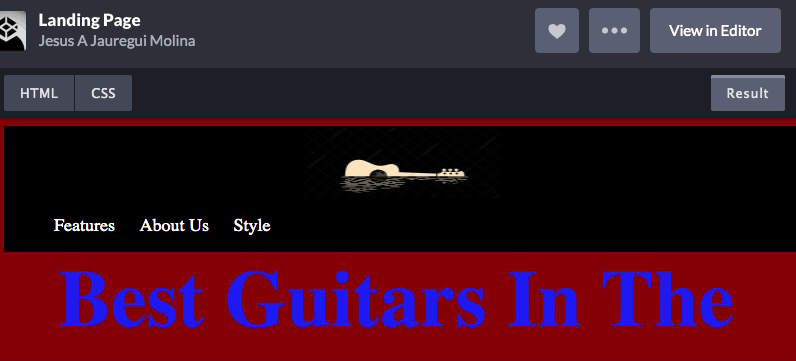 Landing Page
Jesus A Jauregui Molina
View in Editor
HTML CSS Result
Features About Us Style
Best Guitars In The